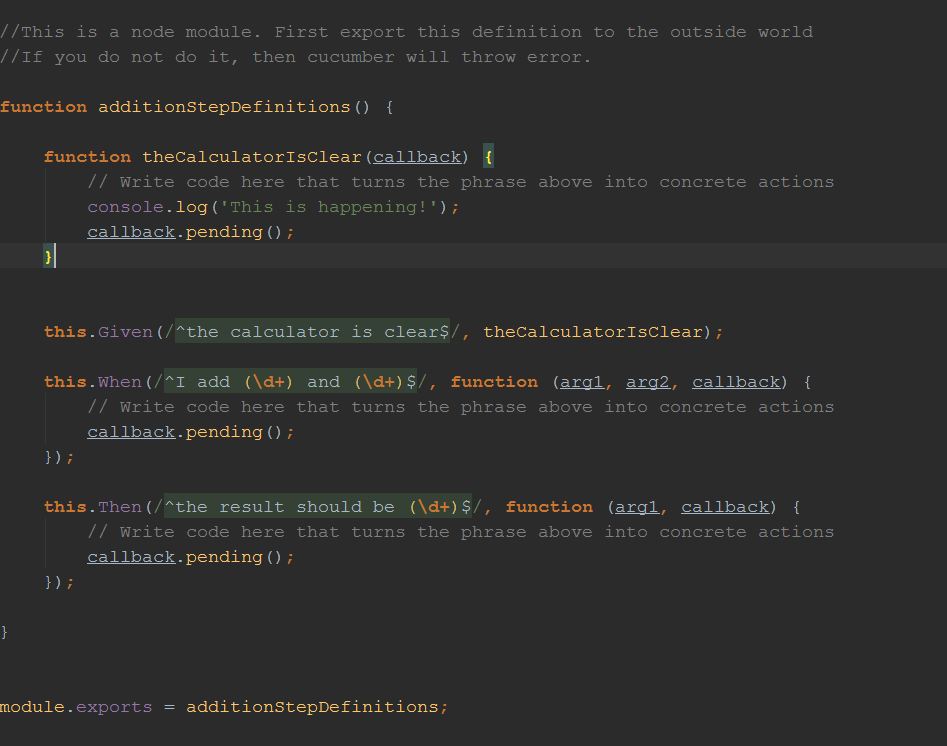 //This is a node module. First export this definition to the outside world
//If you do not do it, then cucumber will throw error.
function additionStepDefinitions() {
    function theCalculatorIsClear(callback) {
        // Write code here that turns the phrase above into concrete actions
        console.log('This is happening!');
        callback.pending();
    }
    this.Given(/^the calculator is clear$/, theCalculatorIsClear);
    this.When(/^I add (\d+) and (\d+)$/, function (arg1, arg2, callback) {
        // Write code here that turns the phrase above into concrete actions
        callback.pending();
    });
    this.Then(/^the result should be (\d+)$/, function (arg1, callback) {
        // Write code here that turns the phrase above into concrete actions
        callback.pending();
    });
}
module.exports = additionStepDefinitions;